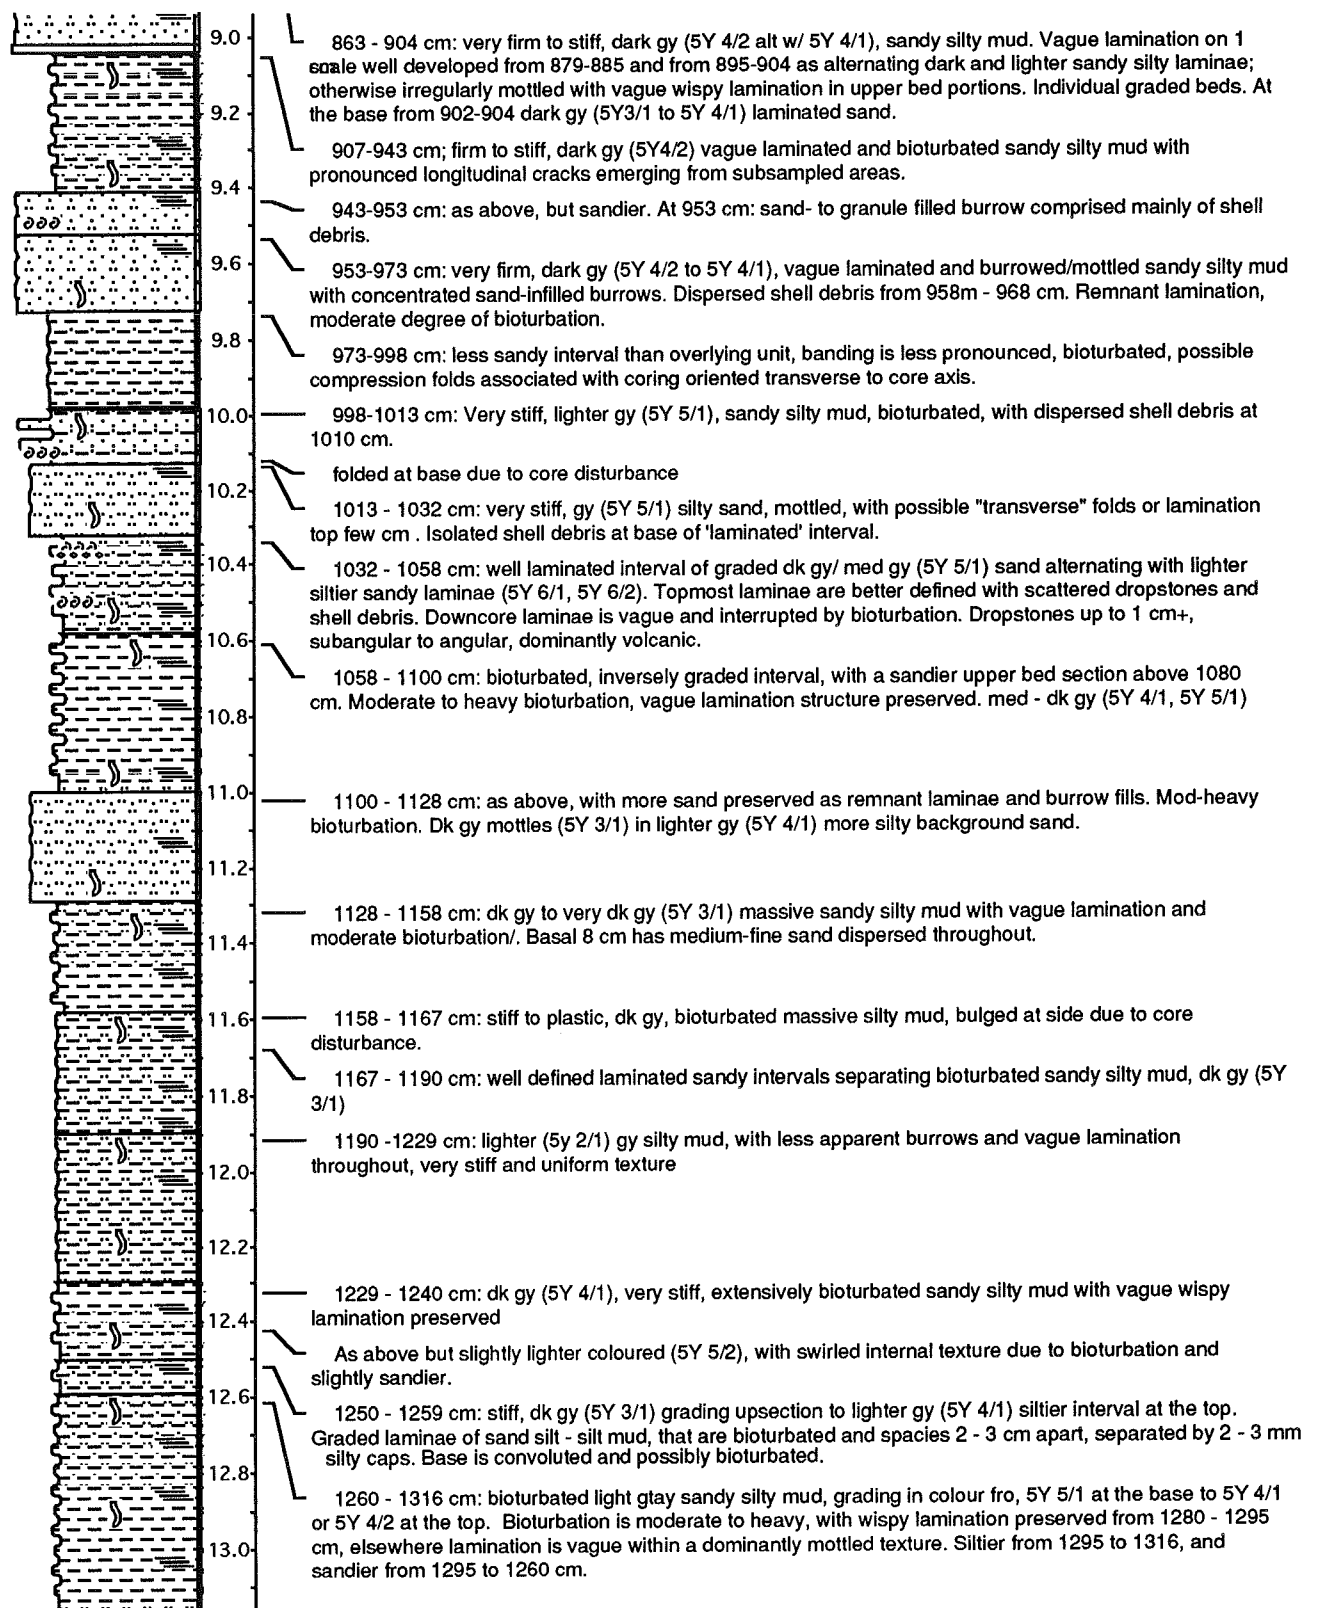 9.0
9.2
9.4
9.6
9.8
10.0
10.2
10.4
10.6
10.8
11.0
11.2
11.4
11.6
11.8
12.0
12.2
12.4
12.6
12.8
13.0
863 - 904 cm: very firm to stiff, dark gy (5Y 4/2 alt w/ 5Y 4/1), sandy silty mud. Vague lamination on 1
well developed from 879-885 and from 895-904 as alternating dark and lighter sandy silty laminae;
otherwise irregularly mottled with vague wispy lamination in upper bed portions. Individual graded beds. At
the base from 902-904 dark gy (5Y3/1 to 5Y 4/1) laminated sand.
907-943 cm; firm to stiff, dark gy (5Y4/2) vague laminated and bioturbated sandy silty mud with
pronounced longitudinal cracks emerging from subsampled areas.
943-953 cm: as above, but sandier. At 953 cm: sand- to granule filled burrow comprised mainly of shell
debris.
953-973 cm: very firm, dark gy (5Y 4/2 to 5Y 4/1), vague laminated and burrowed/mottled sandy silty mud
with concentrated sand-infilled burrows. Dispersed shell debris from 958m - 968 cm. Remnant lamination,
moderate degree of bioturbation.
973-998 cm: less sandy interval than overlying unit, banding is less pronounced, bioturbated, possible
compression folds associated with coring oriented transverse to core axis.
998-1013 cm: Very stiff, lighter gy (5Y 5/1), sandy silty mud, bioturbated, with dispersed shell debris at
1010 cm.
folded at base due to core disturbance
1013 - 1032 cm: very stiff, gy (5Y 5/1) silty sand, mottled, with possible "transverse" folds or lamination
top few cm . Isolated shell debris at base of 'laminated' interval.
1032 - 1058 cm: well laminated interval of graded dk gy/ med gy (5Y 5/1) sand alternating with lighter
siltier sandy laminae (5Y 6/1, 5Y 6/2). Topmost laminae are better defined with scattered dropstones and
shell debris. Downcore laminae is vague and interrupted by bioturbation. Dropstones up to 1 cm+,
subangular to angular, dominantly volcanic.
1058 - 1100 cm: bioturbated, inversely graded interval, with a sandier upper bed section above 1080
cm. Moderate to heavy bioturbation, vague lamination structure preserved. med - dk gy (5Y 4/1, 5Y 5/1)
1100 - 1128 cm: as above, with more sand preserved as remnant laminae and burrow fills. Mod-heavy
bioturbation. Dk gy mottles (5Y 3/1) in lighter gy (5Y 4/1) more silty background sand.
1128 - 1158 cm: dk gy to very dk gy (5Y 3/1) massive sandy silty mud with vague lamination and
moderate bioturbation/. Basal 8 cm has medium-fine sand dispersed throughout.
1158 - 1167 cm: stiff to plastic, dk gy, bioturbated massive silty mud, bulged at side due to core
disturbance.
1167 - 1190 cm: well defined laminated sandy intervals separating bioturbated sandy silty mud, dk gy (5Y
3/1)
1190 -1229 cm: lighter (5y 2/1) gy silty mud, with less apparent burrows and vague lamination
throughout, very stiff and uniform texture
1229 - 1240 cm: dk gy (5Y 4/1), very stiff, extensively bioturbated sandy silty mud with vague wispy
lamination preserved
As above but slightly lighter coloured (5Y 5/2), with swirled internal texture due to bioturbation and
slightly sandier.
1250 - 1259 cm: stiff, dk gy (5Y 3/1) grading upsection to lighter gy (5Y 4/1) siltier interval at the top.
Graded laminae of sand silt - silt mud, that are bioturbated and spacies 2 - 3 cm apart, separated by 2 - 3 mm
silty caps. Base is convoluted and possibly bioturbated.
1260 - 1316 cm: bioturbated light gtay sandy silty mud, grading in colour fro, 5Y 5/1 at the base to 5Y 4/1
or 5Y 4/2 at the top. Bioturbation is moderate to heavy, with wispy lamination preserved from 1280 - 1295
cm, elsewhere lamination is vague within a dominantly mottled texture. Siltier from 1295 to 1316, and
sandier from 1295 to 1260 cm.